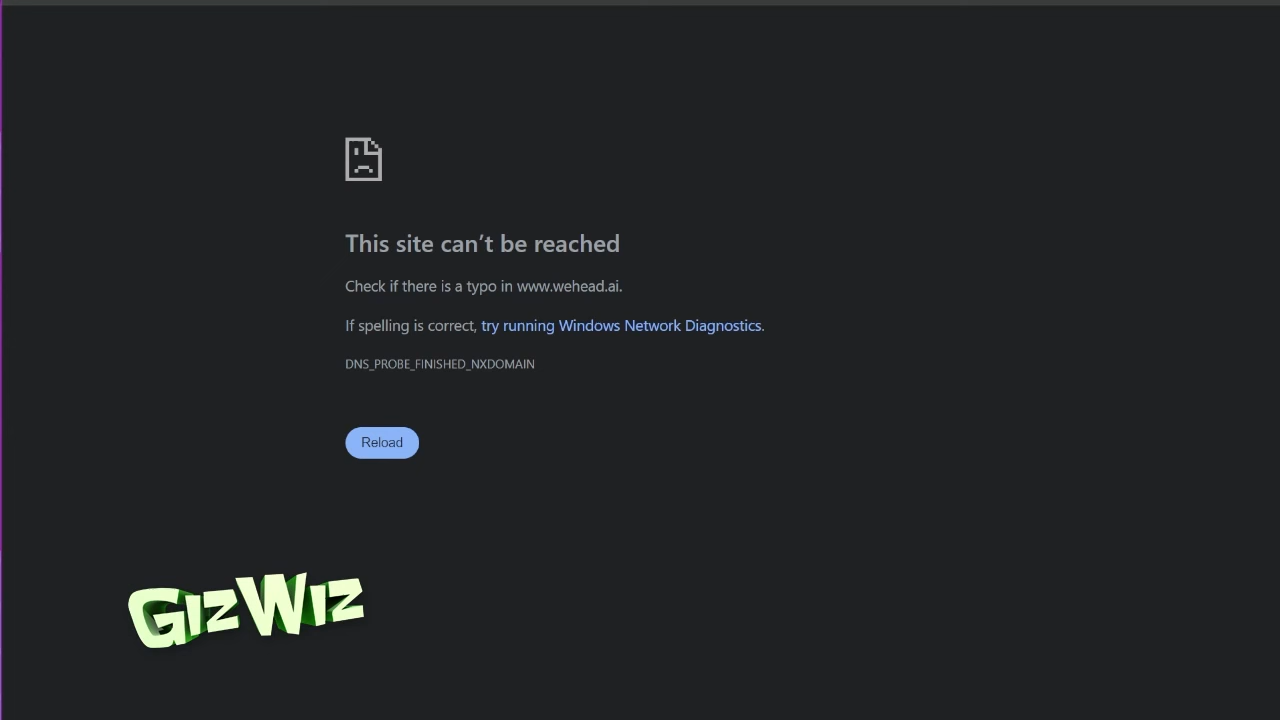 This site can’t be reached
Check if there is a typo in www.wehead.ai.
If spelling is correct, try running Windows Network Diagnostics.
DNS_PROBE_FINISHED_NXDOMAIN
Reload
GIZWIZ